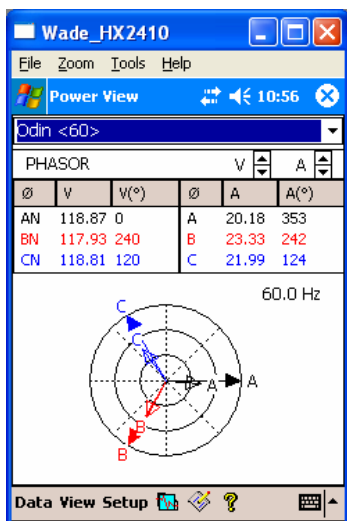 Wade_HX2410
File Zoom Tools Help
Power View 10:56
Odin <60>
PHASOR V A
Ø V V(°) Ø A A(°)
AN 118.87 0 A 20.18 353
BN 117.93 240 B 23.33 242
CN 118.81 120 C 21.99 124
60.0 Hz
C
C
A A
B
B
Data View Setup